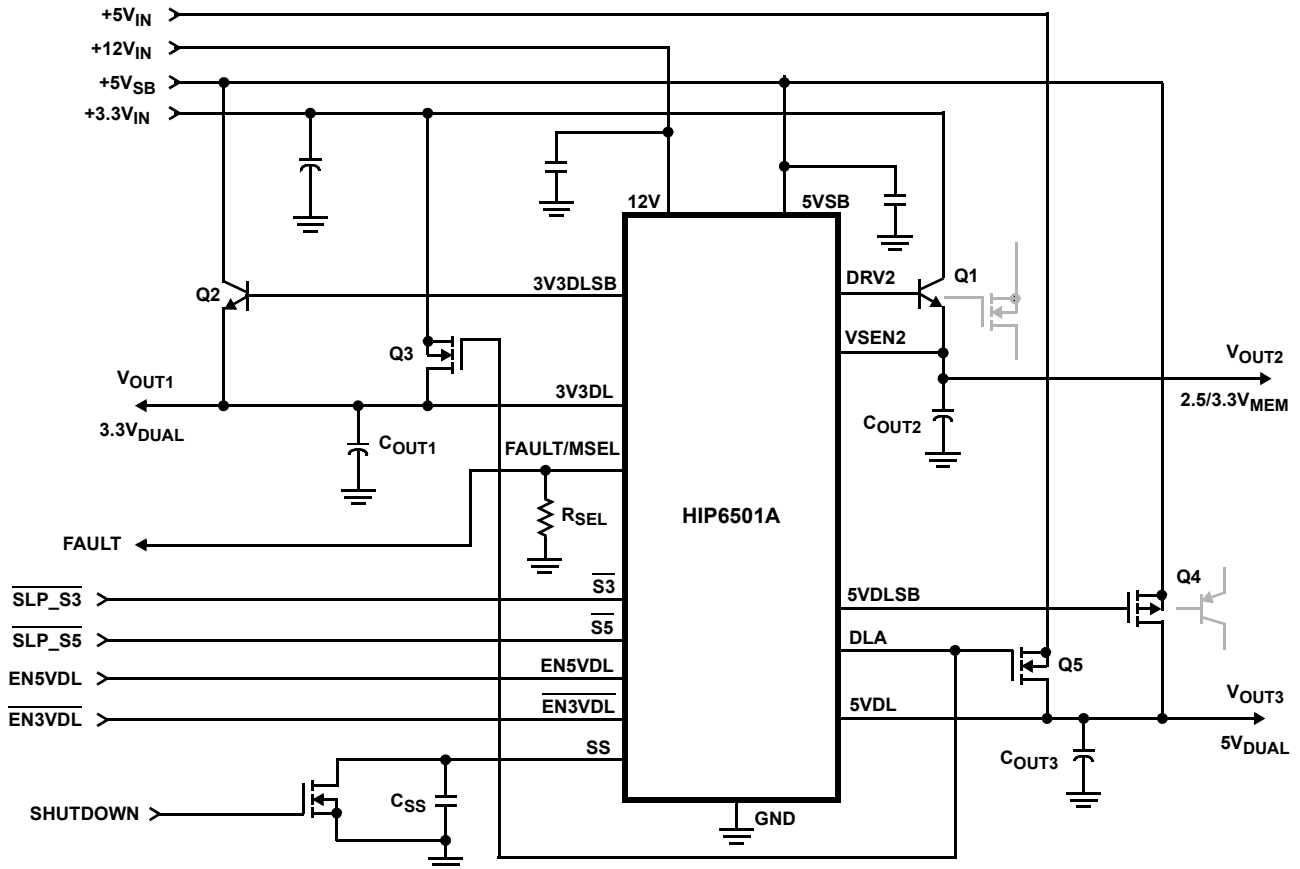 +5VIN
+12VIN
+5VSB
+3.3VIN
12V
5VSB
Q2
3V3DLSB
DRV2
Q1
Q3
VSEN2
VOUT1
3V3DL
VOUT2
3.3VDUAL
COUT1
COUT2
2.5/3.3VMEM
FAULT/MSEL
RSEL
HIP6501A
FAULT
SLP_S3
S3
5VDLSB
Q4
SLP_S5
S5
DLA
Q5
EN5VDL
EN5VDL
EN3VDL
EN3VDL
5VDL
VOUT3
5VDUAL
SS
COUT3
CSS
SHUTDOWN
GND